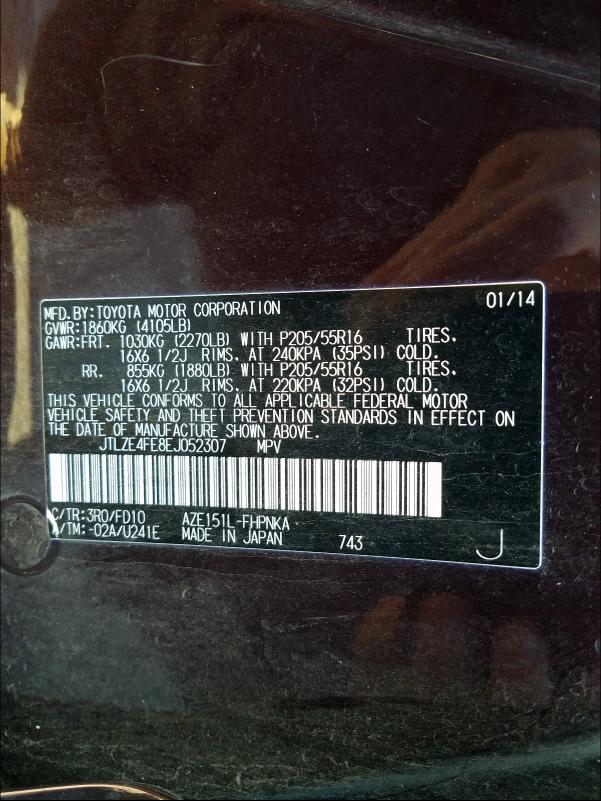 MFD. BY: TOYOTA MOTOR CORPORATION 01/14
GVWR: 1860KG (4105LB)
GAWR: FRT. 1030KG (2270LB) WITH P205/55R16 TIRES.
16X6 1/2J RIMS. AT 240KPA (35PSI) COLD.
RR. 855KG (1880LB) WITH P205/55R16 TIRES.
16X6 1/2J RIMS. AT 220KPA (32PSI) COLD.
THIS VEHICLE CONFORMS TO ALL APPLICABLE FEDERAL MOTOR
VEHICLE SAFETY AND THEFT PREVENTION STANDARDS IN EFFECT ON
THE DATE OF MANUFACTURE SHOWN ABOVE.
JTLZE4FE8EJ052307 MPV
C/TR: 3R0/FD10 AZE151L-FHPNKA
A/TM: -02A/U241E MADE IN JAPAN 743 J